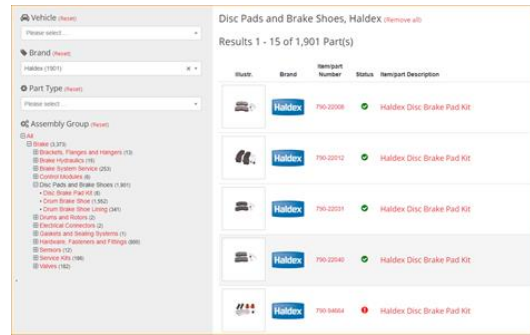 Vehicle (Reset)
Please select ...
Brand (Reset)
Haldex (1901)
Part Type (Reset)
Please select ...
Assembly Group (Reset)
All
Brake (3,373)
Brackets, Flanges and Hangers (13)
Brake Hydraulics (19)
Brake System Service (253)
Control Modules (6)
Disc Pads and Brake Shoes (1,901)
Disc Brake Pad Kit (8)
Drum Brake Shoe (1,552)
Drum Brake Shoe Lining (341)
Drums and Rotors (2)
Electrical Connectors (2)
Gaskets and Sealing Systems (1)
Hardware, Fasteners and Fittings (800)
Sensors (12)
Service Kits (186)
Valves (182)
Disc Pads and Brake Shoes, Haldex (Remove all)
Results 1 - 15 of 1,901 Part(s)
Illustr. Brand Item/part Number Status Item/part Description
Haldex 790-22008 Haldex Disc Brake Pad Kit
Haldex 790-22012 Haldex Disc Brake Pad Kit
Haldex 790-22031 Haldex Disc Brake Pad Kit
Haldex 790-22040 Haldex Disc Brake Pad Kit
Haldex 790-94664 Haldex Disc Brake Pad Kit